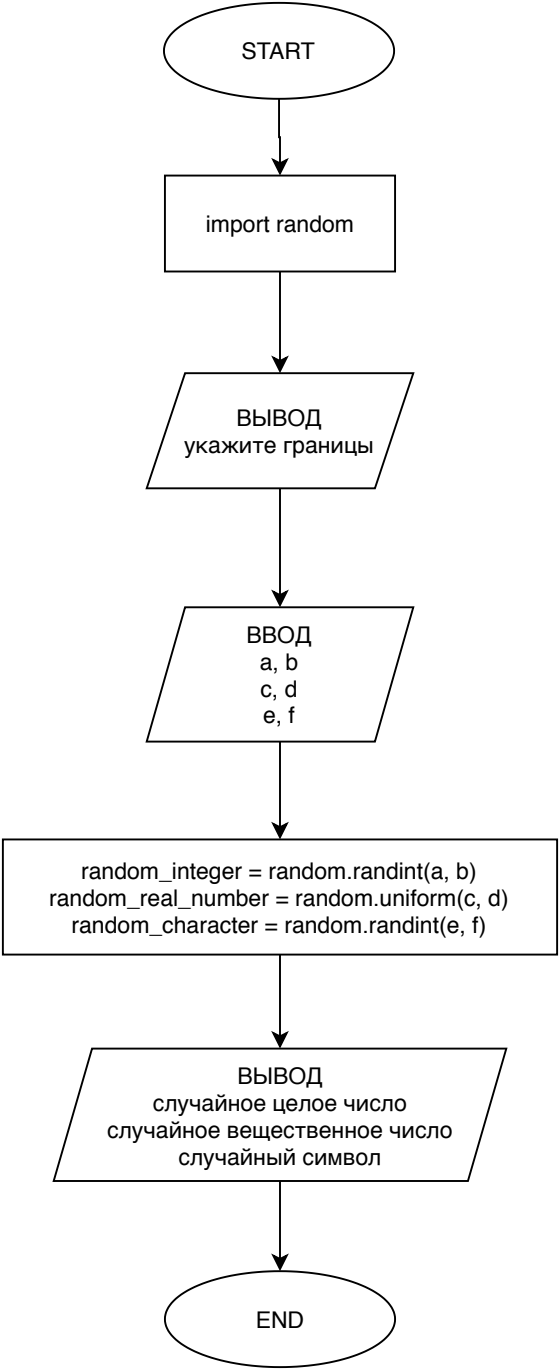 START
import random
ВЫВОД
укажите границы
ВВОД
a, b
c, d
e, f
random_integer = random.randint(a, b)
random_real_number = random.uniform(c, d)
random_character = random.randint(e, f)
ВЫВОД
случайное целое число
случайное вещественное число
случайный символ
END